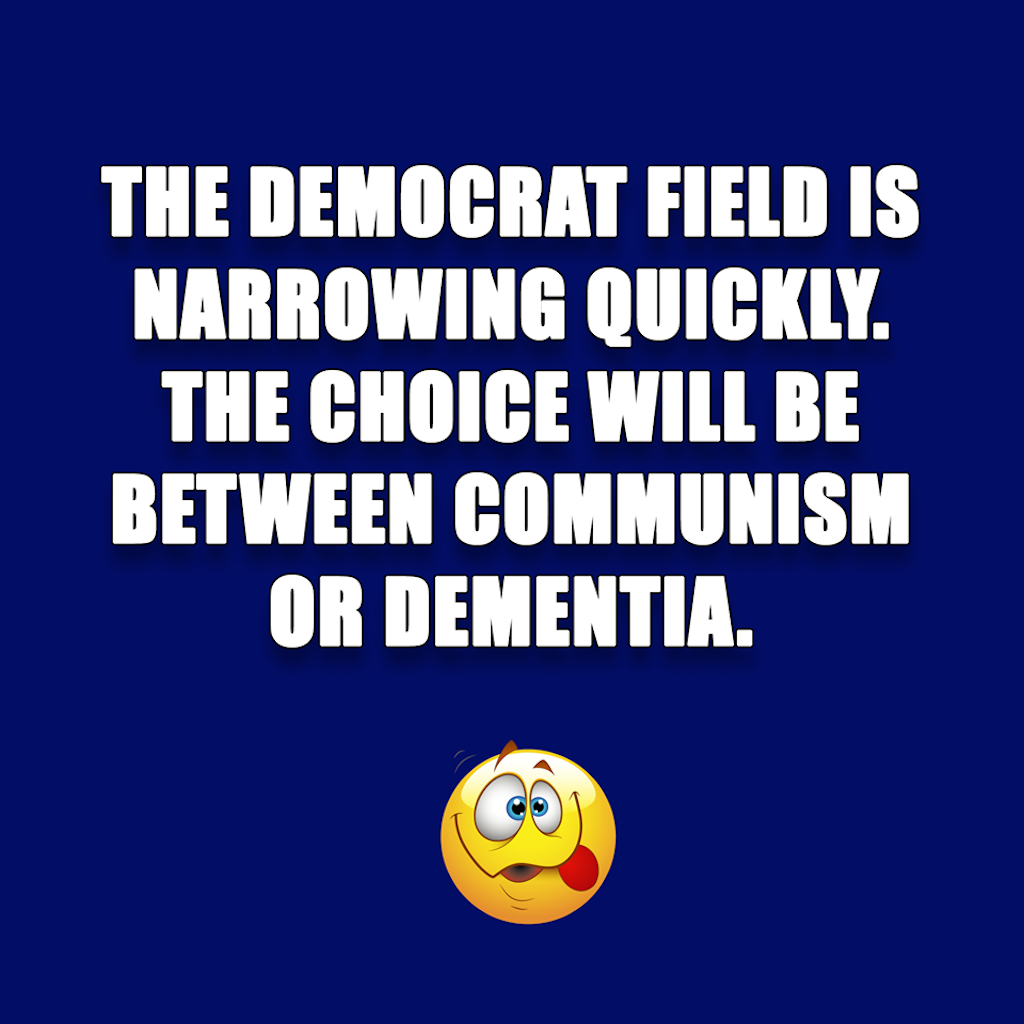 THE DEMOCRAT FIELD IS
NARROWING QUICKLY.
THE CHOICE WILL BE
BETWEEN COMMUNISM
OR DEMENTIA.